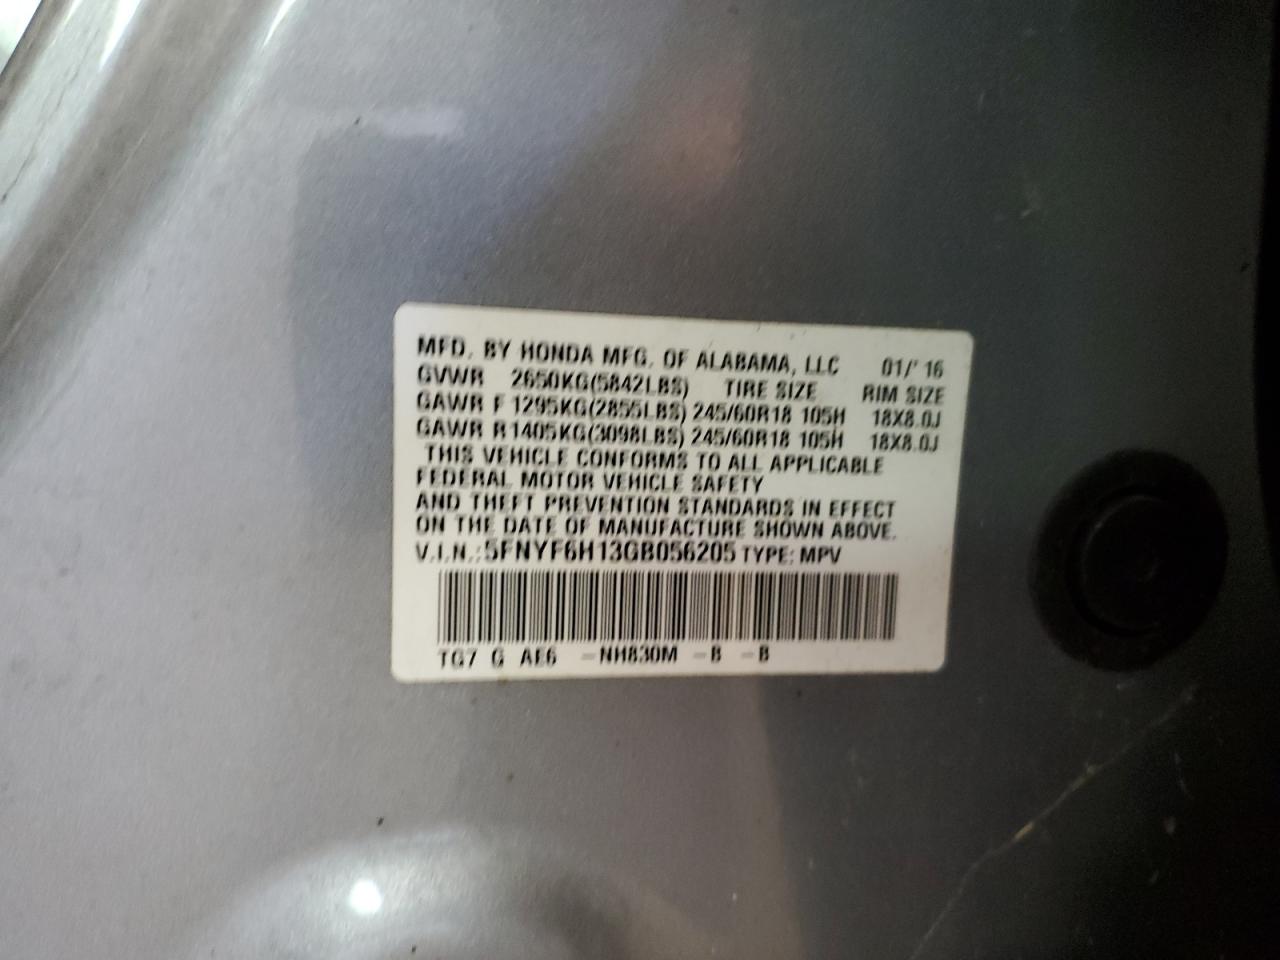 MFD. BY HONDA MFG. OF ALABAMA, LLC 01/'16
GVWR 2650KG(5842LBS) TIRE SIZE RIM SIZE
GAWR F 1295KG(2855LBS) 245/60R18 105H 18X8.0J
GAWR R 1405KG(3098LBS) 245/60R18 105H 18X8.0J
THIS VEHICLE CONFORMS TO ALL APPLICABLE
FEDERAL MOTOR VEHICLE SAFETY
AND THEFT PREVENTION STANDARDS IN EFFECT
ON THE DATE OF MANUFACTURE SHOWN ABOVE.
V.I.N.:5FNYF6H13GB056205 TYPE: MPV
TG7 G AE6 -NH830M -B -B